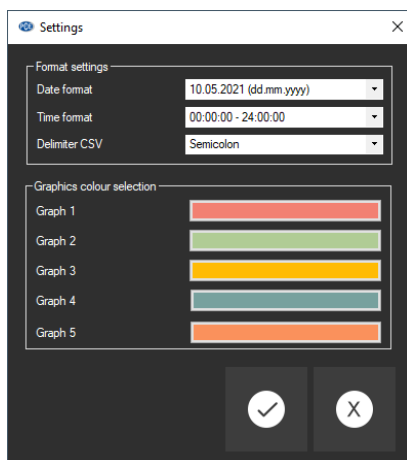 Settings
Format settings
Date format 10.05.2021 (dd.mm.yyyy)
Time format 00:00:00 - 24:00:00
Delimiter CSV Semicolon
Graphics colour selection
Graph 1
Graph 2
Graph 3
Graph 4
Graph 5
X